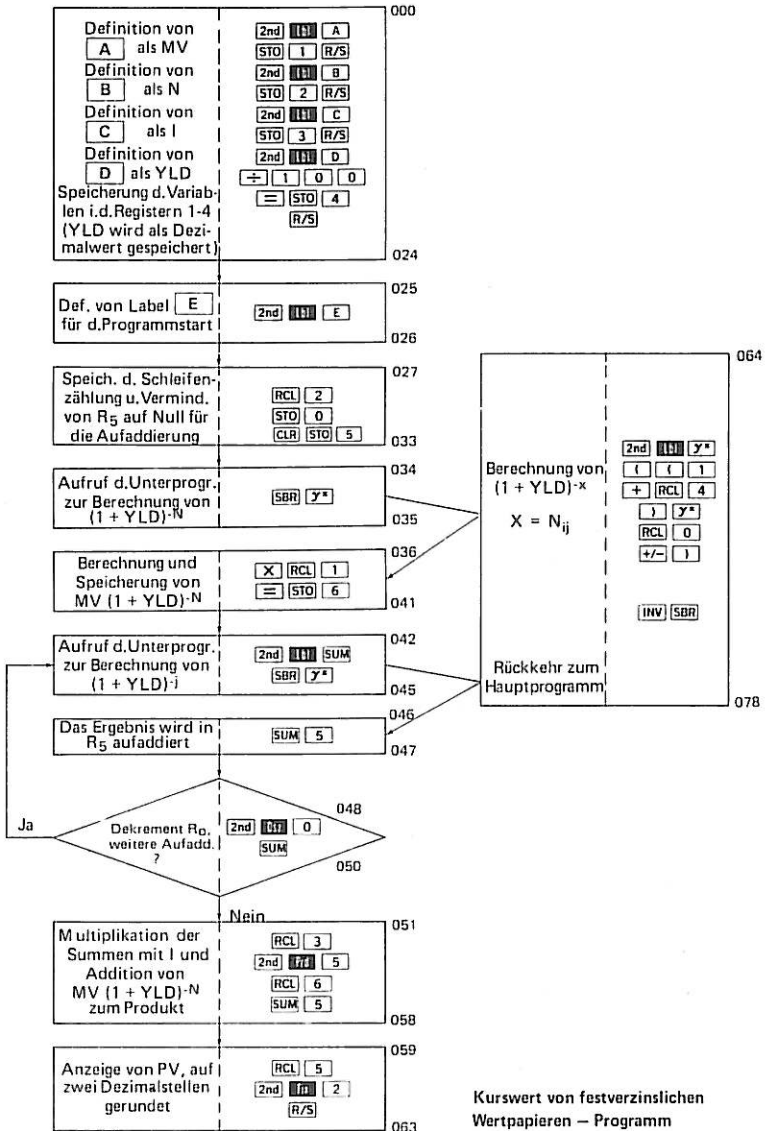 000
Definition von
A als MV
Definition von
B als N
Definition von
C als I
Definition von
D als YLD
Speicherung d. Variab-
len i.d. Registern 1-4
(YLD wird als Dezi-
malwert gespeichert)
2nd A
STO 1 R/S
2nd B
STO 2 R/S
2nd C
STO 3 R/S
2nd D
÷ 1 0 0
= STO 4
R/S
024
025
Def. von Label E
für d. Programmstart
2nd E
026
027
Speich. d. Schleifen-
zählung u. Vermind.
von R5 auf Null für
die Aufaddierung
RCL 2
STO 0
CLR STO 5
033
034
Aufruf d. Unterprogr.
zur Berechnung von
(1 + YLD)-N
SBR yx
035
036
Berechnung und
Speicherung von
MV (1 + YLD)-N
X RCL 1
= STO 6
041
042
Aufruf d. Unterprogr.
zur Berechnung von
(1 + YLD)-j
2nd SUM
SBR yx
045
046
Das Ergebnis wird in
R5 aufaddiert
SUM 5
047
Ja
048
Dekrement R0,
weitere Aufadd.
?
2nd 0
SUM
050
Nein
051
Multiplikation der
Summen mit I und
Addition von
MV (1 + YLD)-N
zum Produkt
RCL 3
2nd 5
RCL 6
SUM 5
058
059
Anzeige von PV, auf
zwei Dezimalstellen
gerundet
RCL 5
2nd 2
R/S
063
064
Berechnung von
(1 + YLD)-x
X = Nij
2nd yx
( ( 1
+ RCL 4
) yx
RCL 0
+/- )
INV SBR
Rückkehr zum
Hauptprogramm
078
Kurswert von festverzinslichen
Wertpapieren – Programm